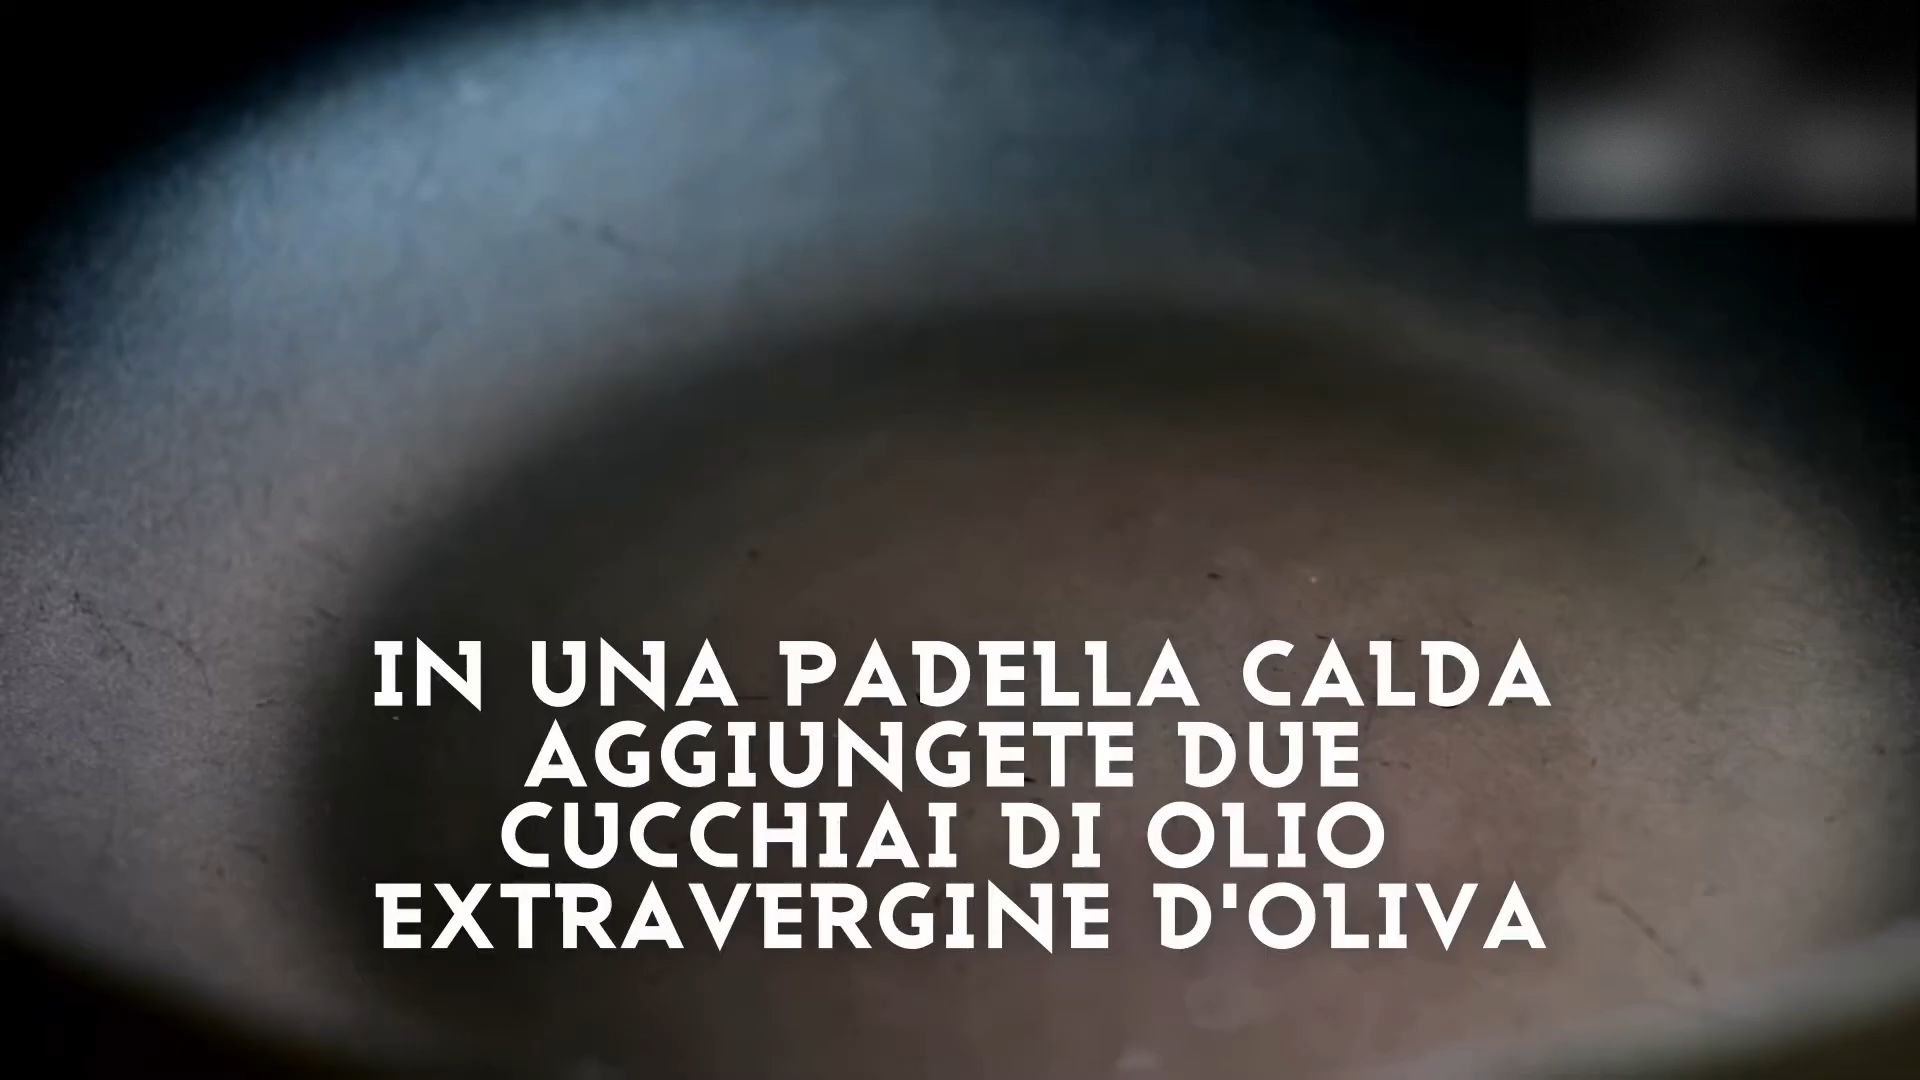 IN UNA PADELLA CALDA
AGGIUNGETE DUE
CUCCHIAI DI OLIO
EXTRAVERGINE D'OLIVA